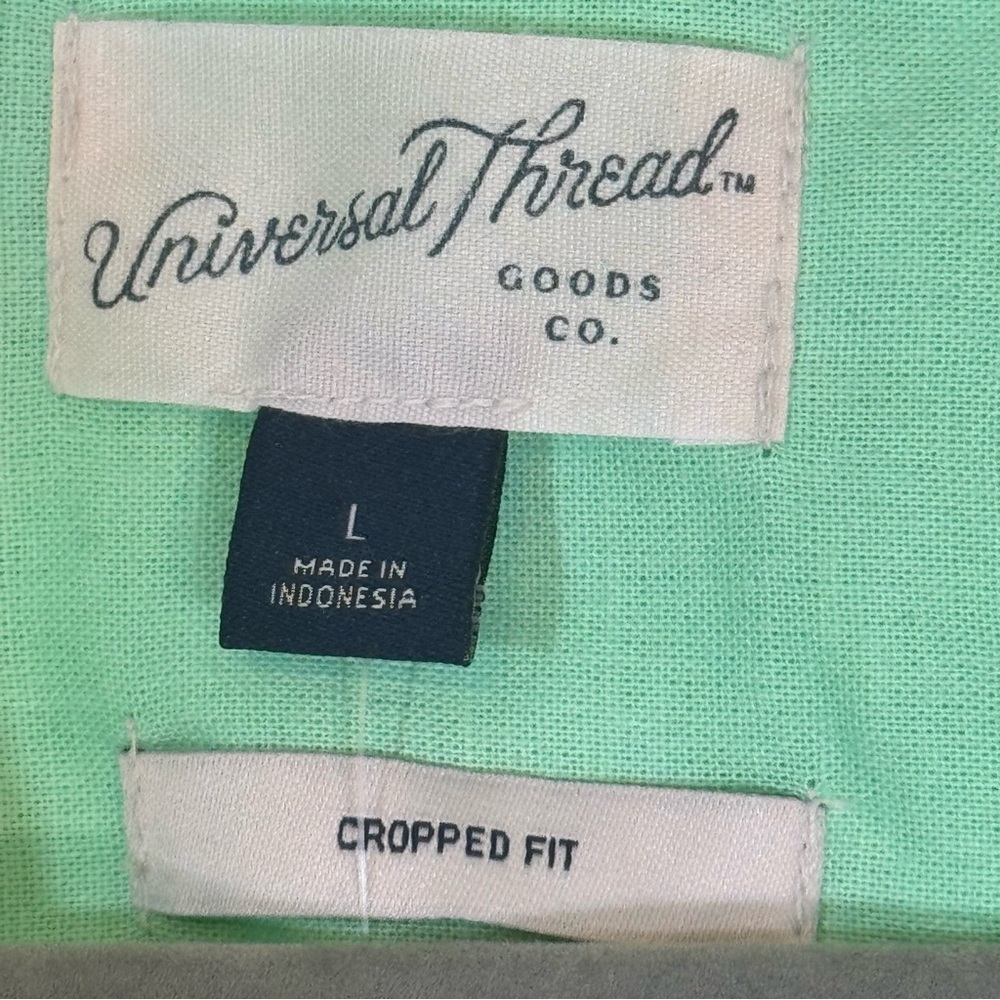 Universal Thread™
GOODS
CO.
L
MADE IN
INDONESIA
CROPPED FIT